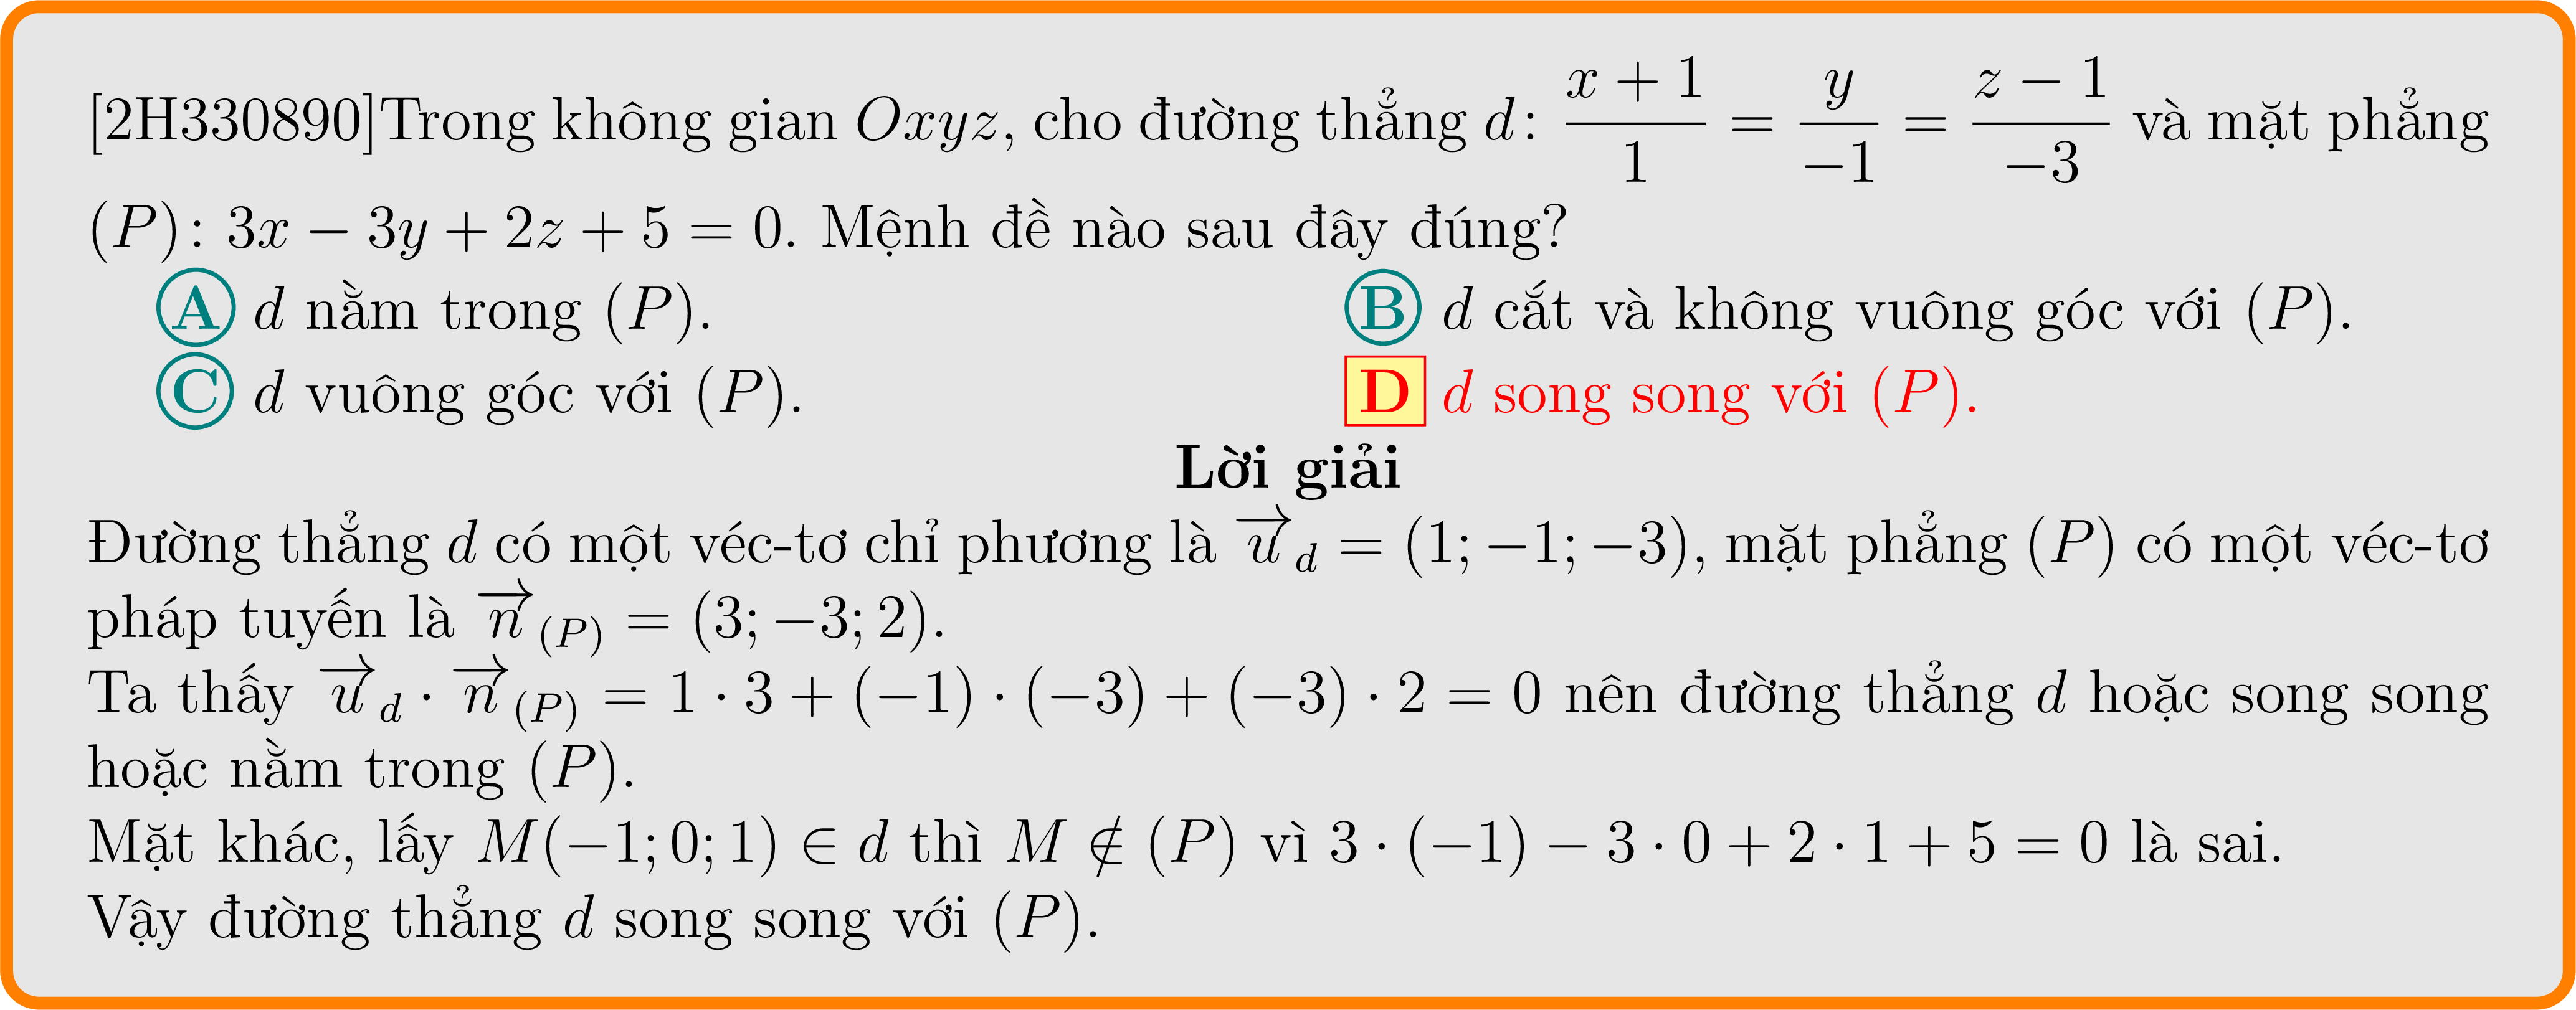 [2H330890]Trong không gian $Oxyz$, cho đường thẳng $d\colon \dfrac{x+1}{1} = \dfrac{y}{-1} = \dfrac{z-1}{-3}$ và mặt phẳng
$(P)\colon 3x - 3y + 2z + 5 = 0$. Mệnh đề nào sau đây đúng?
A $d$ nằm trong $(P)$. B $d$ cắt và không vuông góc với $(P)$.
C $d$ vuông góc với $(P)$. D $d$ song song với $(P)$.
Lời giải
Đường thẳng $d$ có một véc-tơ chỉ phương là $\overrightarrow{u}_d = (1; -1; -3)$, mặt phẳng $(P)$ có một véc-tơ
pháp tuyến là $\overrightarrow{n}_{(P)} = (3; -3; 2)$.
Ta thấy $\overrightarrow{u}_d \cdot \overrightarrow{n}_{(P)} = 1 \cdot 3 + (-1) \cdot (-3) + (-3) \cdot 2 = 0$ nên đường thẳng $d$ hoặc song song
hoặc nằm trong $(P)$.
Mặt khác, lấy $M(-1; 0; 1) \in d$ thì $M \notin (P)$ vì $3 \cdot (-1) - 3 \cdot 0 + 2 \cdot 1 + 5 = 0$ là sai.
Vậy đường thẳng $d$ song song với $(P)$.